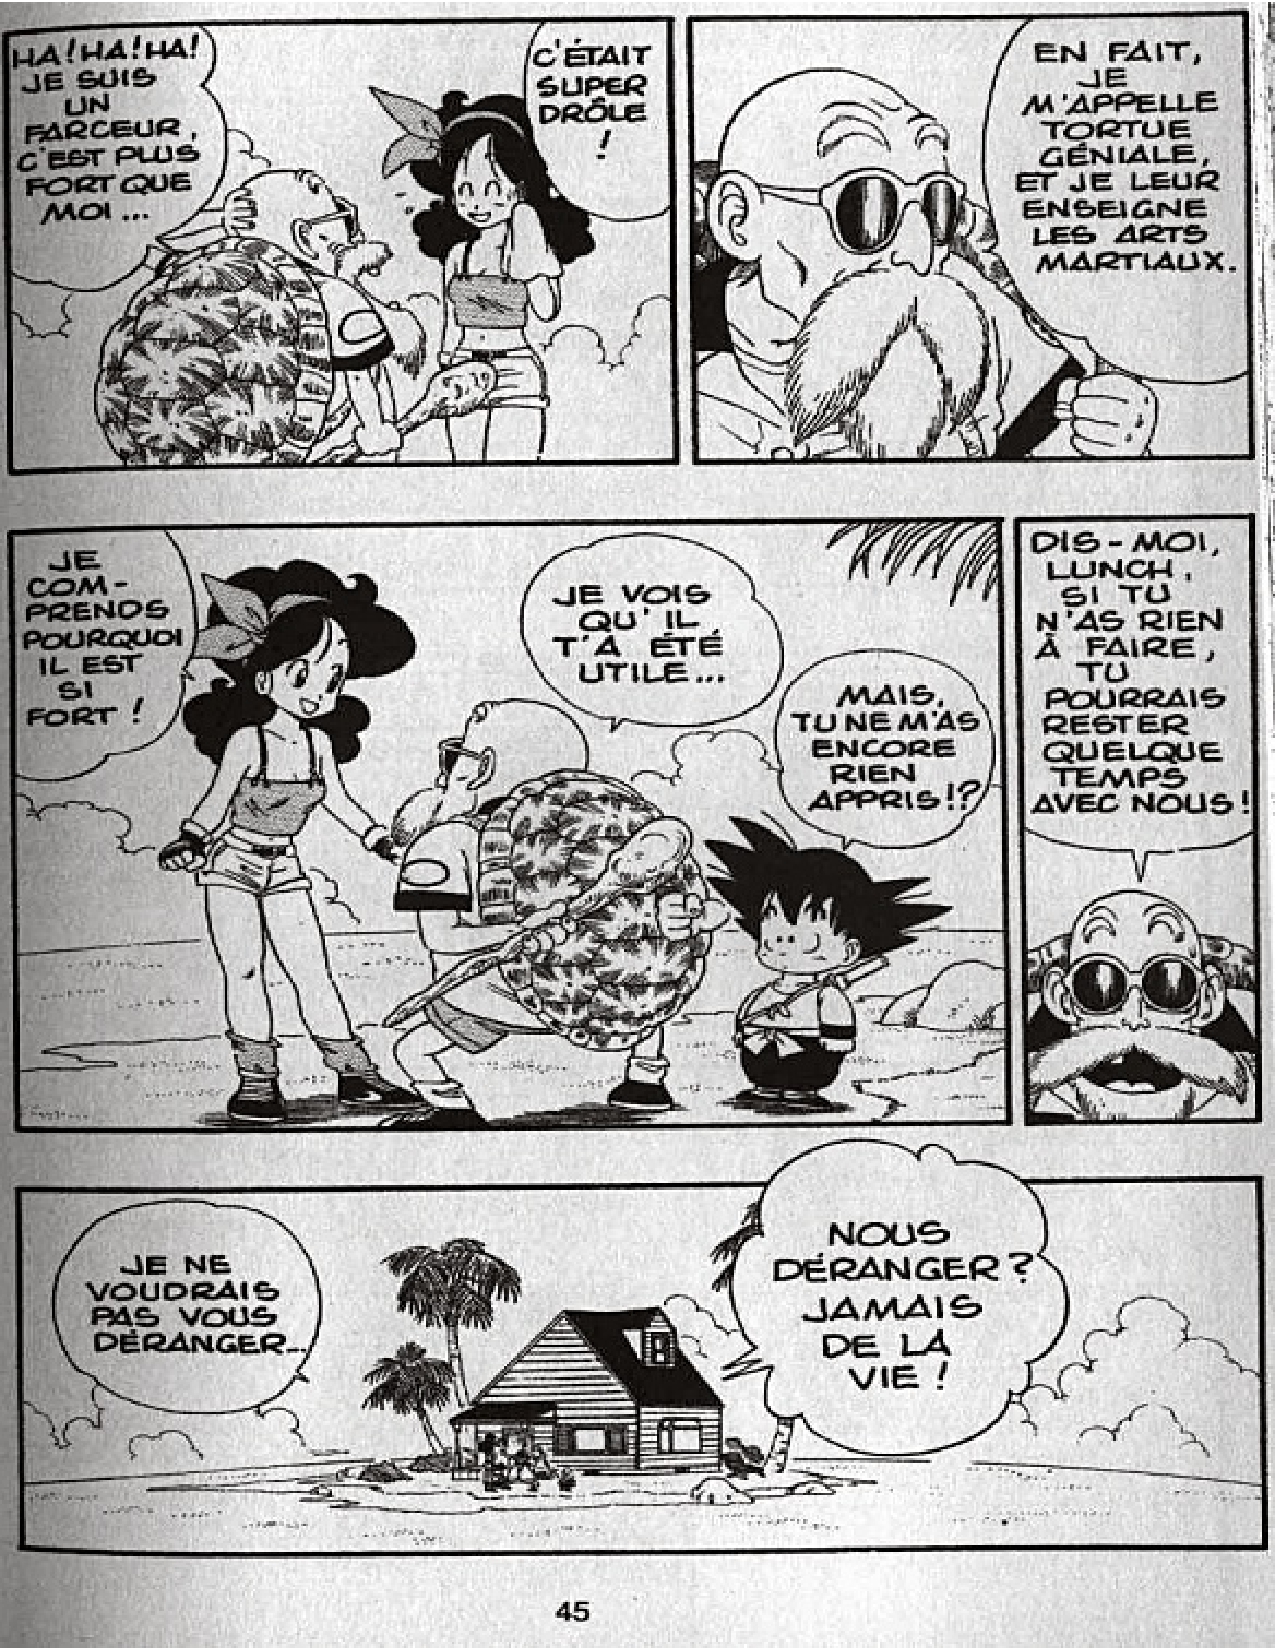 HA! HA! HA!
JE SUIS
UN
FARCEUR,
C'EST PLUS
FORT QUE
MOI...
C'ÉTAIT
SUPER
DRÔLE
!
EN FAIT,
JE
M'APPELLE
TORTUE
GÉNIALE,
ET JE LEUR
ENSEIGNE
LES ARTS
MARTIAUX.
JE
COM-
PRENDS
POURQUOI
IL EST
SI
FORT !
JE VOIS
QU'IL
T'A ÉTÉ
UTILE...
MAIS,
TU NE M'AS
ENCORE
RIEN
APPRIS !?
DIS-MOI,
LUNCH,
SI TU
N'AS RIEN
À FAIRE,
TU
POURRAIS
RESTER
QUELQUE
TEMPS
AVEC NOUS !
JE NE
VOUDRAIS
PAS VOUS
DÉRANGER...
NOUS
DÉRANGER ?
JAMAIS
DE LA
VIE !
45